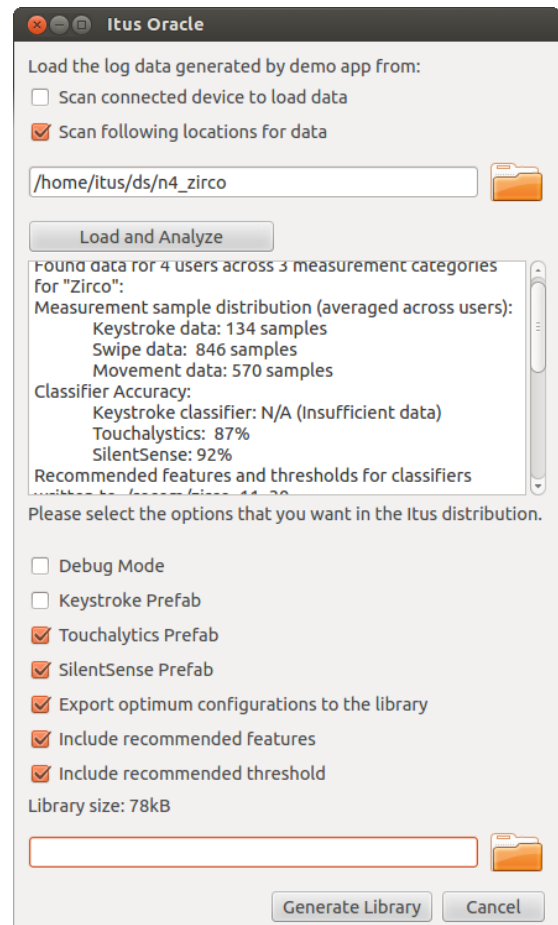 Itus Oracle
Load the log data generated by demo app from:
Scan connected device to load data
Scan following locations for data
/home/itus/ds/n4_zirco
Load and Analyze
Found data for 4 users across 3 measurement categories
for "Zirco":
Measurement sample distribution (averaged across users):
Keystroke data: 134 samples
Swipe data: 846 samples
Movement data: 570 samples
Classifier Accuracy:
Keystroke classifier: N/A (Insufficient data)
Touchalystics: 87%
SilentSense: 92%
Recommended features and thresholds for classifiers
Please select the options that you want in the Itus distribution.
Debug Mode
Keystroke Prefab
Touchalytics Prefab
SilentSense Prefab
Export optimum configurations to the library
Include recommended features
Include recommended threshold
Library size: 78kB
Generate Library
Cancel